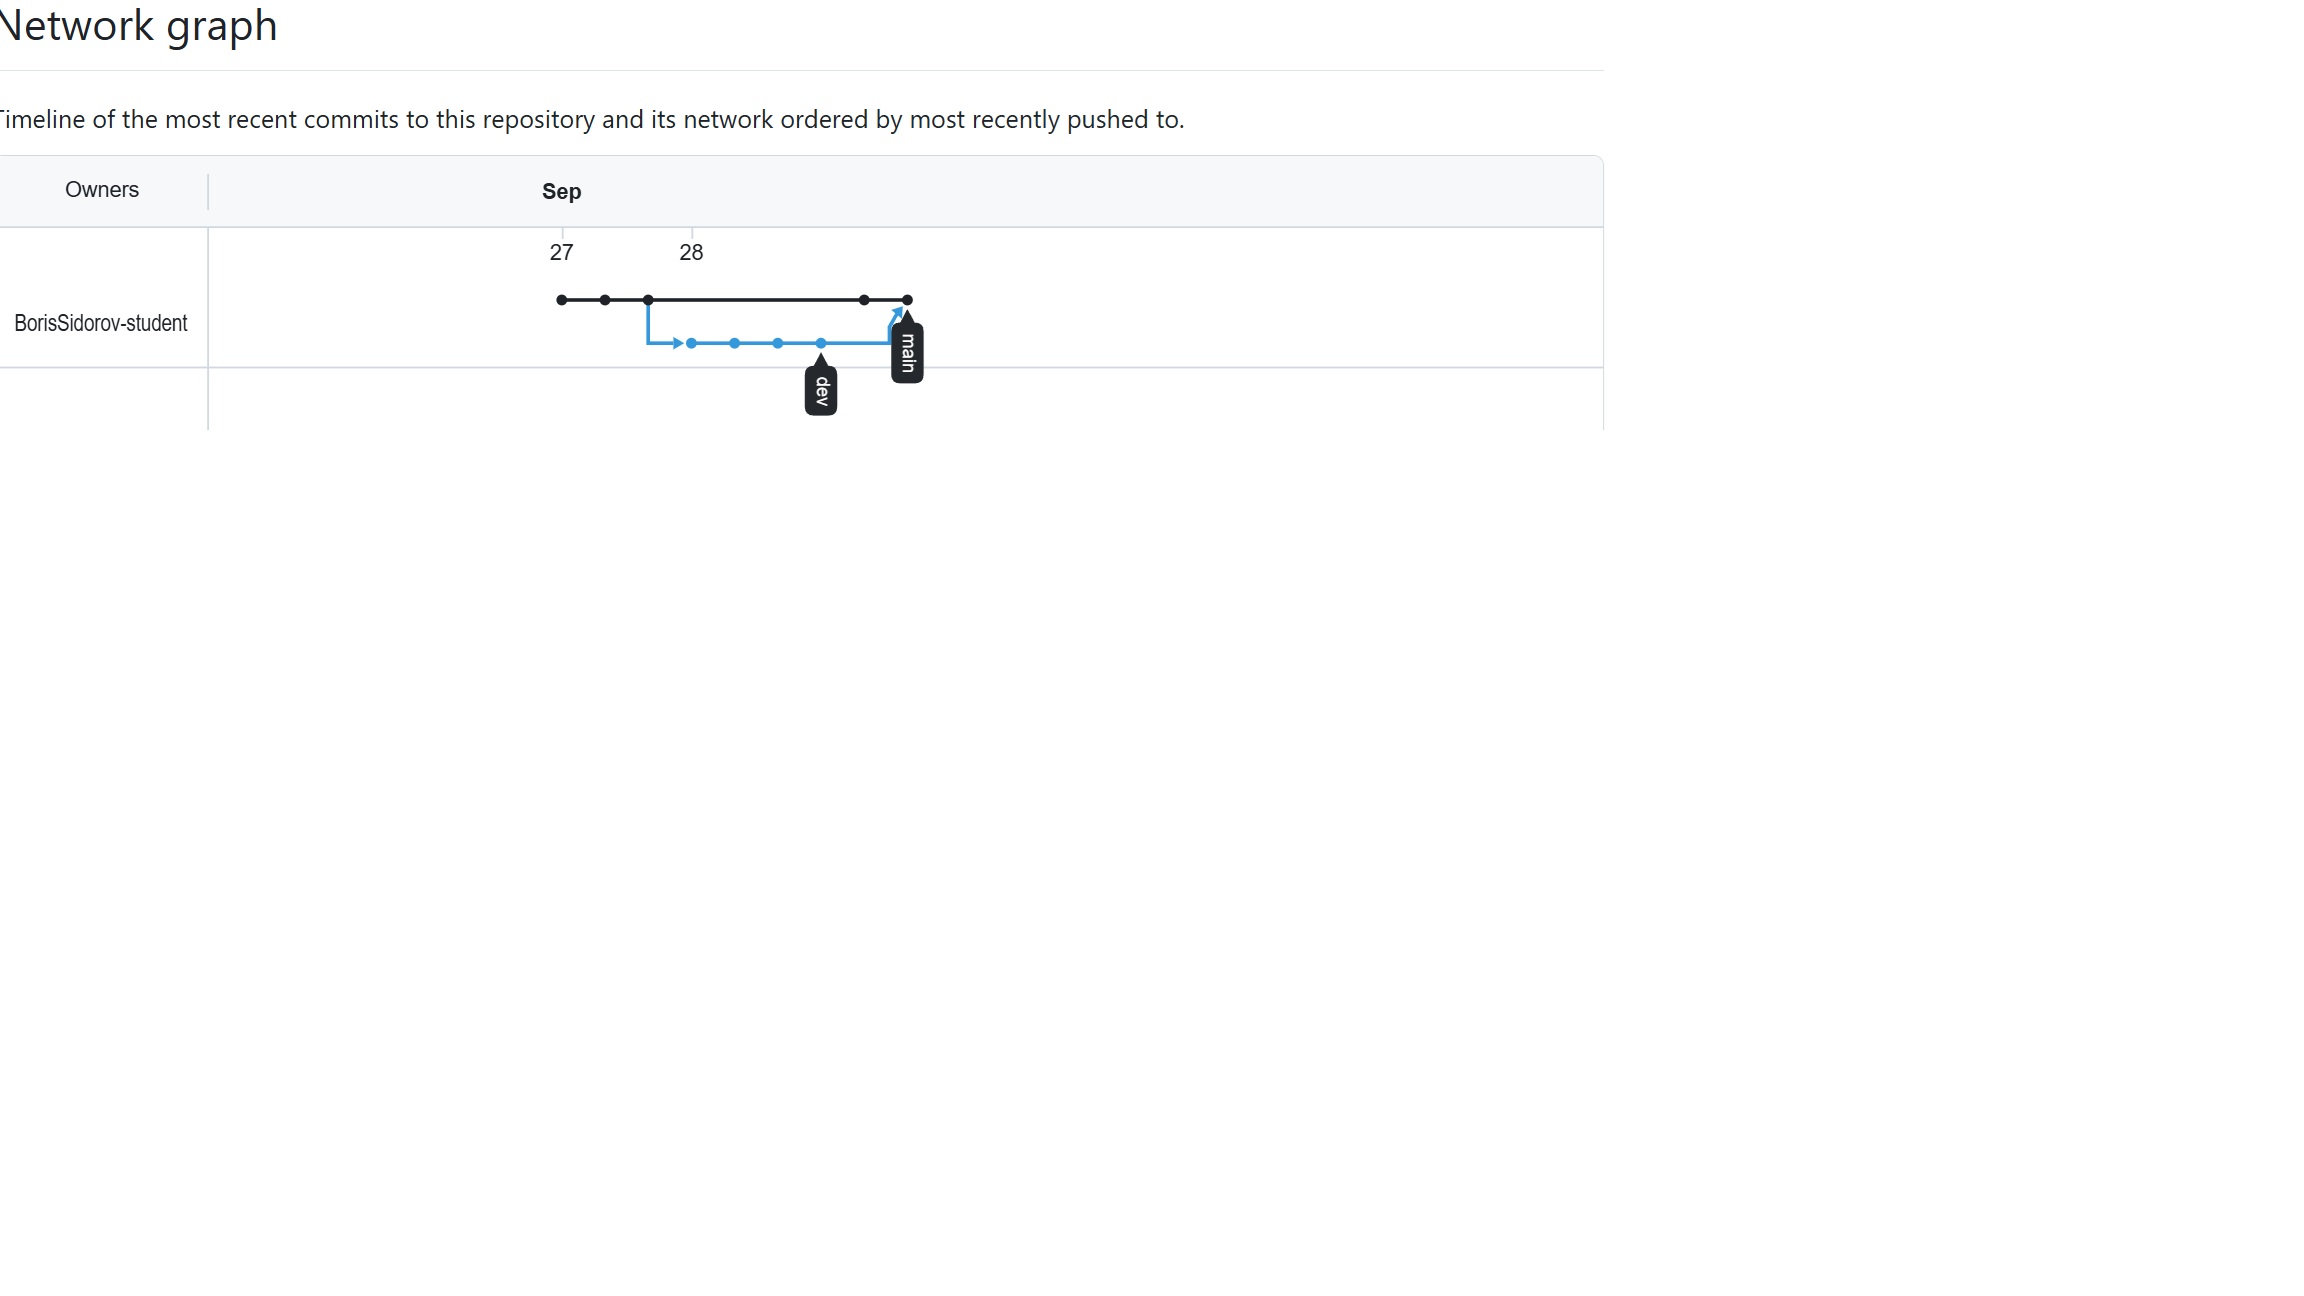 Network graph
Timeline of the most recent commits to this repository and its network ordered by most recently pushed to.
Owners
Sep
27 28
BorisSidorov-student
main
dev